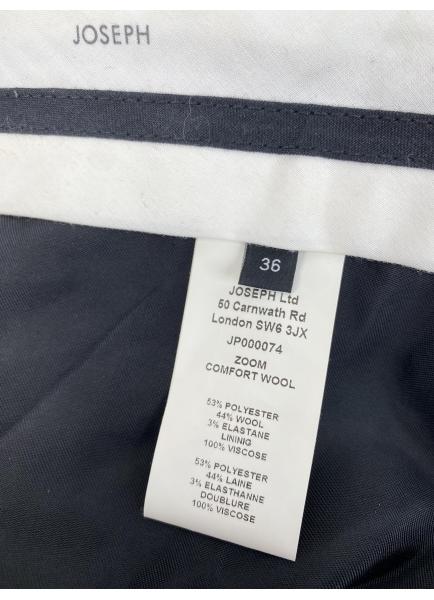 JOSEPH
36
JOSEPH Ltd
50 Carnwath Rd
London SW6 3JX
JP000074
ZOOM
COMFORT WOOL
53% POLYESTER
44% WOOL
3% ELASTANE
LININIG
100% VISCOSE
53% POLYESTER
44% LAINE
3% ELASTHANNE
DOUBLURE
100% VISCOSE